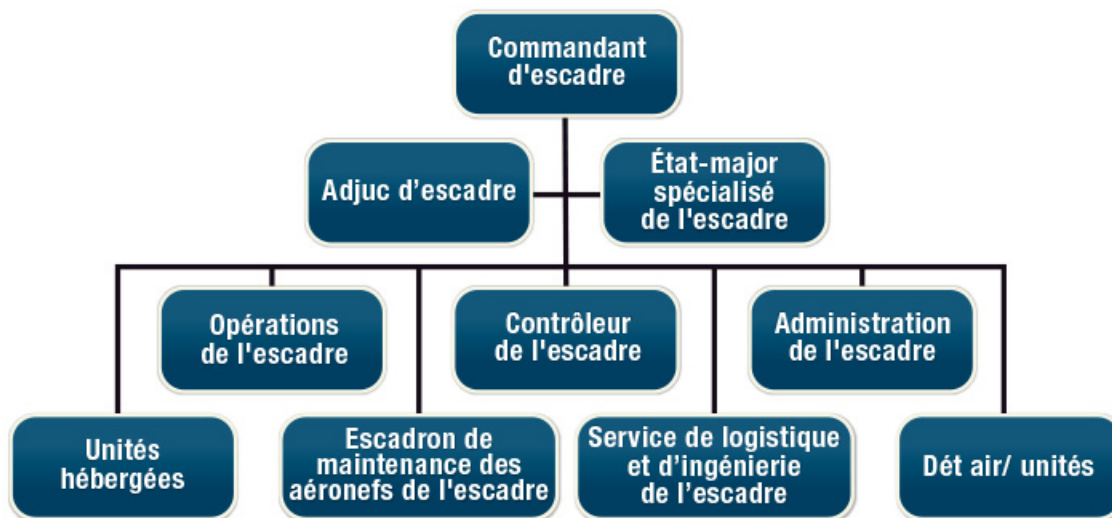 Commandant
d'escadre
Adjuc d’escadre
État-major
spécialisé
de l'escadre
Opérations
de l'escadre
Contrôleur
de l'escadre
Administration
de l'escadre
Unités
hébergées
Escadron de
maintenance des
aéronefs de l'escadre
Service de logistique
et d’ingénierie
de l’escadre
Dét air/ unités